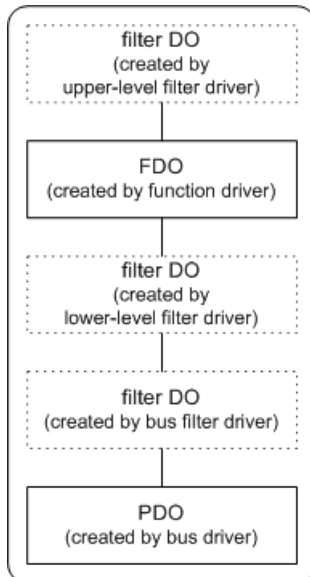 filter DO
(created by
upper-level filter driver)
FDO
(created by function driver)
filter DO
(created by
lower-level filter driver)
filter DO
(created by bus filter driver)
PDO
(created by bus driver)